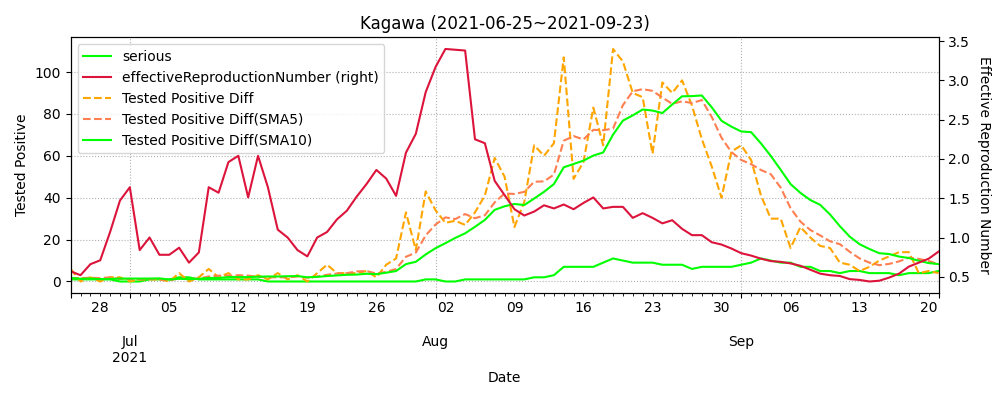 Kagawa (2021-06-25~2021-09-23)
serious
effectiveReproductionNumber (right)
Tested Positive Diff
Tested Positive Diff(SMA5)
Tested Positive Diff(SMA10)
Tested Positive
100
80
60
40
20
0
3.5
3.0
2.5
2.0
1.5
1.0
0.5
Effective Reproduction Number
28 05 12 19 26 02 09 16 23 30 06 13 20
Jul Aug Sep
2021
Date